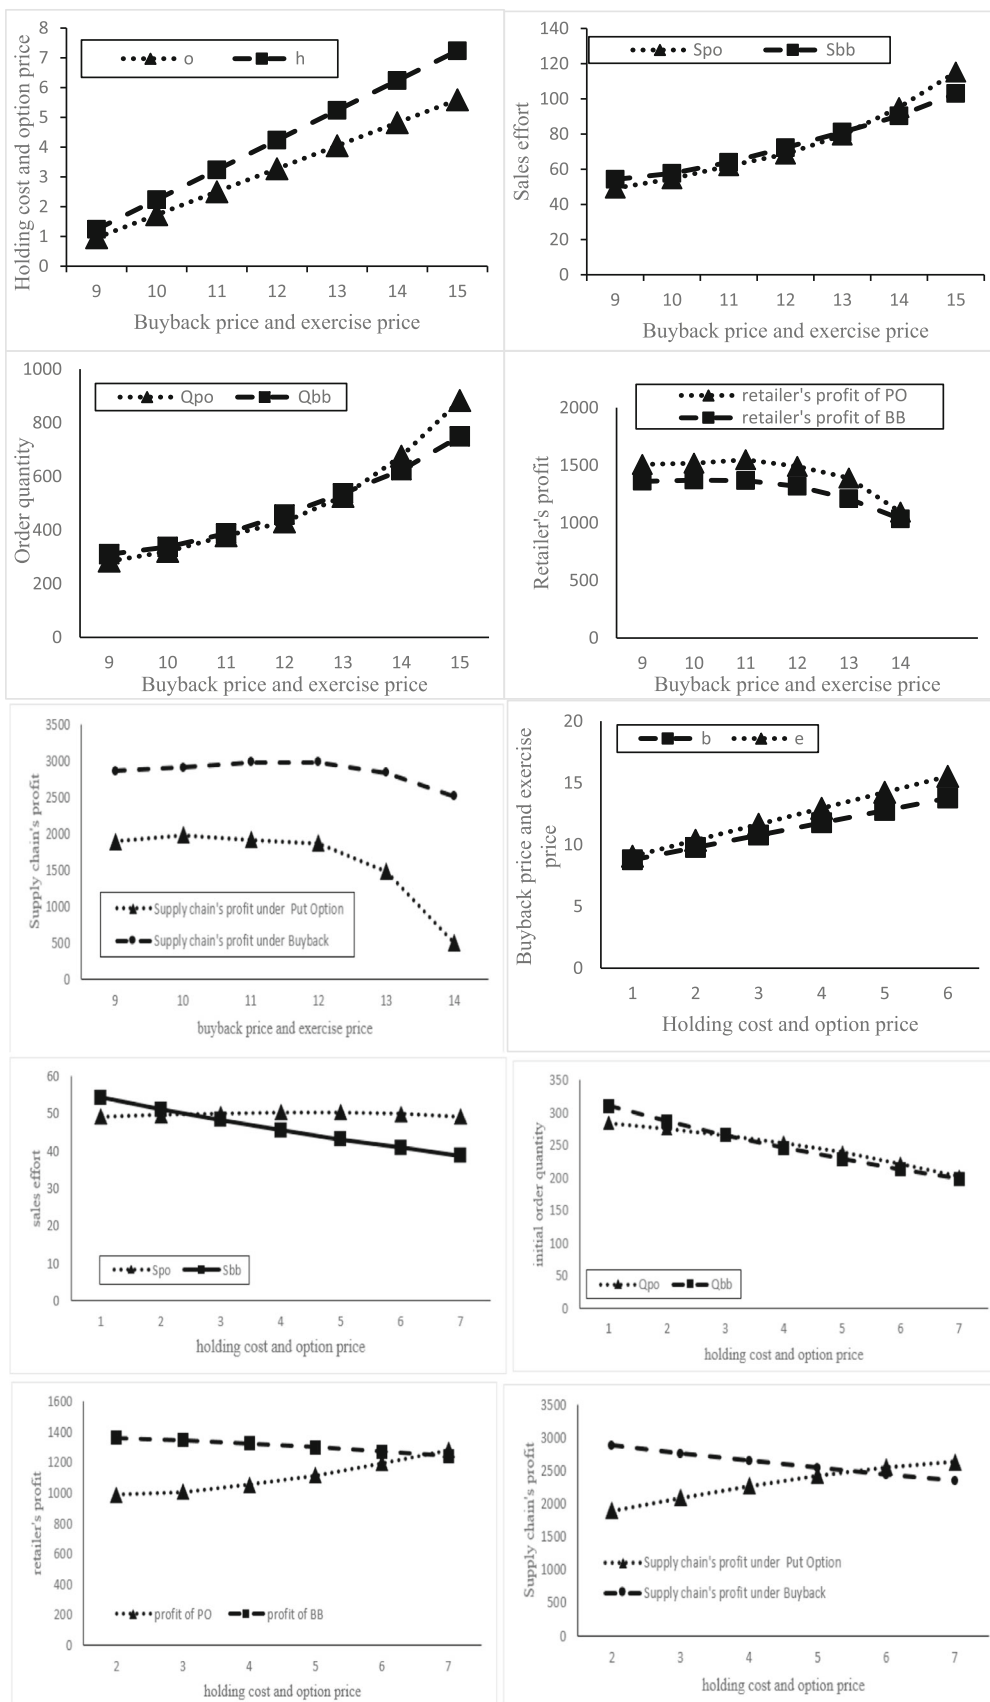 Holding cost and option price
8
7
6
5
4
3
2
1
0
o h
9 10 11 12 13 14 15
Buyback price and exercise price
Sales effort
140
120
100
80
60
40
20
0
Spo Sbb
9 10 11 12 13 14 15
Buyback price and exercise price
Order quantity
1000
800
600
400
200
0
Qpo Qbb
9 10 11 12 13 14 15
Buyback price and exercise price
Retailer's profit
2000
1500
1000
500
0
retailer's profit of PO
retailer's profit of BB
9 10 11 12 13 14
Buyback price and exercise price
Supply chain's profit
3500
3000
2500
2000
1500
1000
500
0
Supply chain's profit under Put Option
Supply chain's profit under Buyback
9 10 11 12 13 14
buyback price and exercise price
Buyback price and exercise
price
20
15
10
5
0
b e
1 2 3 4 5 6
Holding cost and option price
sales effort
60
50
40
30
20
10
0
Spo Sbb
1 2 3 4 5 6 7
holding cost and option price
initial order quantity
350
300
250
200
150
100
50
0
Qpo Qbb
1 2 3 4 5 6 7
holding cost and option price
retailer's profit
1600
1400
1200
1000
800
600
400
200
0
profit of PO profit of BB
2 3 4 5 6 7
holding cost and option price
Supply chain's profit
3500
3000
2500
2000
1500
1000
500
0
Supply chain's profit under Put Option
Supply chain's profit under Buyback
2 3 4 5 6 7
holding cost and option price